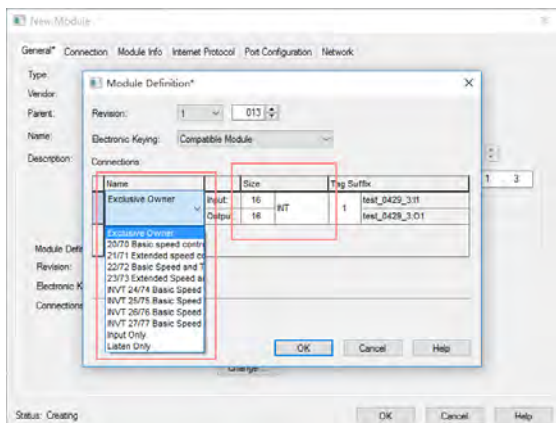 New Module
General* Connection Module Info Internet Protocol Port Configuration Network
Type
Vendor
Parent:
Name:
Description:
Module Definition*
Revision: 1 013
Electronic Keying: Compatible Module
Connections
Name Size Tag Suffix
Exclusive Owner Input: 16 INT 1 test_0429_3:I1
Output 16 test_0429_3:O1
Exclusive Owner
20/70 Basic speed contr
21/71 Extended speed co
22/72 Basic Speed and T
23/73 Extended Speed a
INVT 24/74 Basic Speed
INVT 25/75 Basic Speed
INVT 26/76 Basic Speed
INVT 27/77 Basic Speed
Input Only
Listen Only
1 3
Module Defi
Revision:
Electronic K
Connections
OK Cancel Help
Change
Status: Creating OK Cancel Help